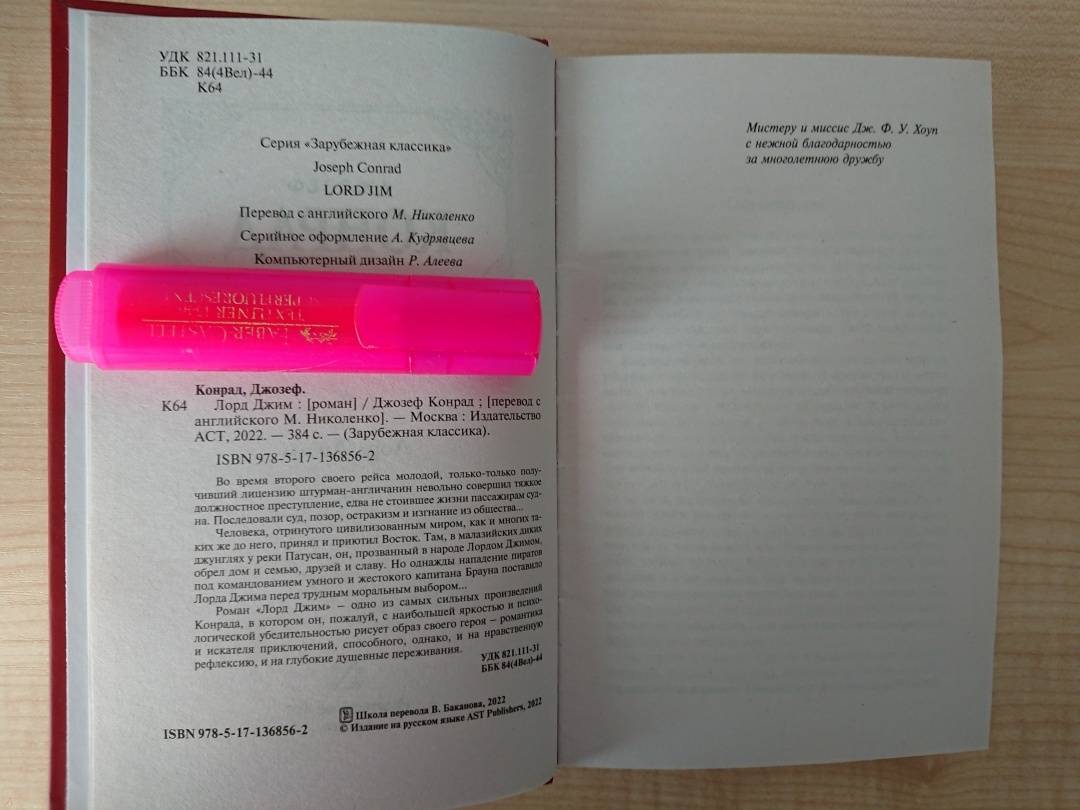 УДК 821.111-31
ББК 84(4Вел)-44
К64
Серия «Зарубежная классика»
Joseph Conrad
LORD JIM
Перевод с английского М. Николенко
Серийное оформление А. Кудрявцева
Компьютерный дизайн Р. Алеева
FABER-CASTELL
TEXTLINER 1546
SUPERFLUORESCENT
Конрад, Джозеф.
К64 Лорд Джим : [роман] / Джозеф Конрад ; [перевод с
английского М. Николенко]. — Москва : Издательство
АСТ, 2022. — 384 с. — (Зарубежная классика).
ISBN 978-5-17-136856-2
Во время второго своего рейса молодой, только-только полу-
чивший лицензию штурман-англичанин невольно совершил тяжкое
должностное преступление, едва не стоившее жизни пассажирам суд-
на. Последовали суд, позор, остракизм и изгнание из общества...
Человека, отринутого цивилизованным миром, как и многих та-
ких же до него, принял и приютил Восток. Там, в малазийских диких
джунглях у реки Патусан, он, прозванный в народе Лордом Джимом,
обрел дом и семью, друзей и славу. Но однажды нападение пиратов
под командованием умного и жестокого капитана Брауна поставило
Лорда Джима перед трудным моральным выбором...
Роман «Лорд Джим» – одно из самых сильных произведений
Конрада, в котором он, пожалуй, с наибольшей яркостью и психо-
логической убедительностью рисует образ своего героя – романтика
и искателя приключений, способного, однако, и на нравственную
рефлексию, и на глубокие душевные переживания.
УДК 821.111-31
ББК 84(4Вел)-44
Школа перевода В. Баканова, 2022
© Издание на русском языке AST Publishers, 2022
ISBN 978-5-17-136856-2
Мистеру и миссис Дж. Ф. У. Хоуп
с нежной благодарностью
за многолетнюю дружбу